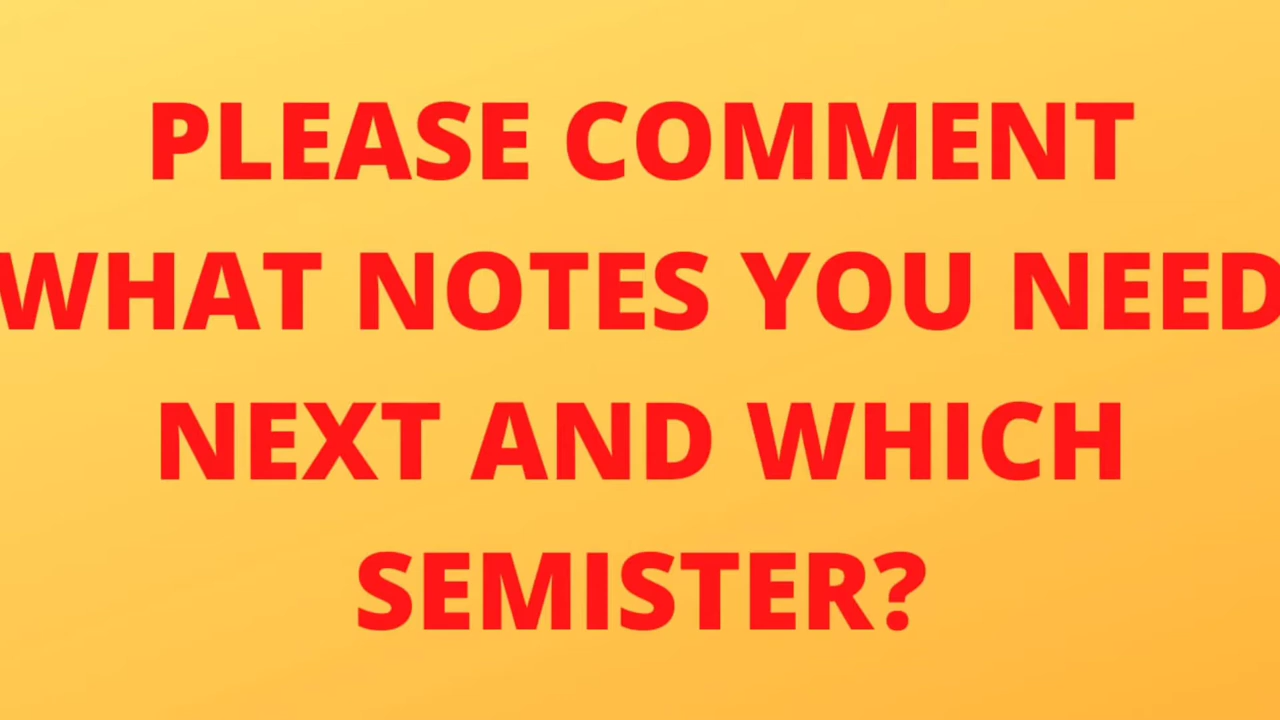 PLEASE COMMENT
WHAT NOTES YOU NEED
NEXT AND WHICH
SEMISTER?